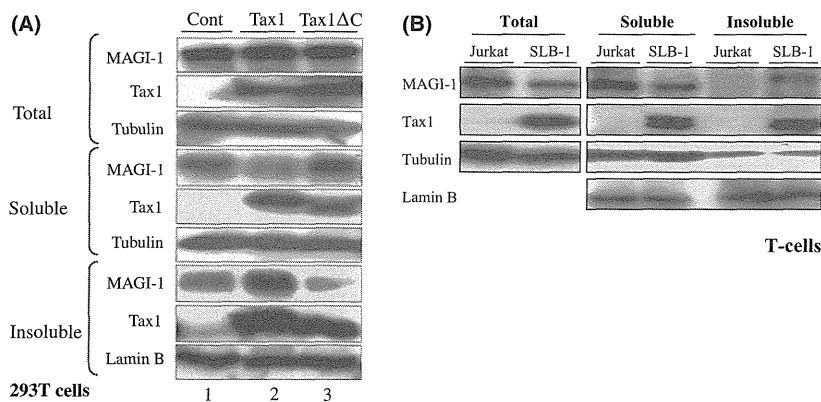 (A)
Cont Tax1 Tax1ΔC
Total
MAGI-1
Tax1
Tubulin
Soluble
MAGI-1
Tax1
Tubulin
Insoluble
MAGI-1
Tax1
Lamin B
293T cells
1 2 3
(B)
Total Soluble Insoluble
Jurkat SLB-1 Jurkat SLB-1 Jurkat SLB-1
MAGI-1
Tax1
Tubulin
Lamin B
T-cells